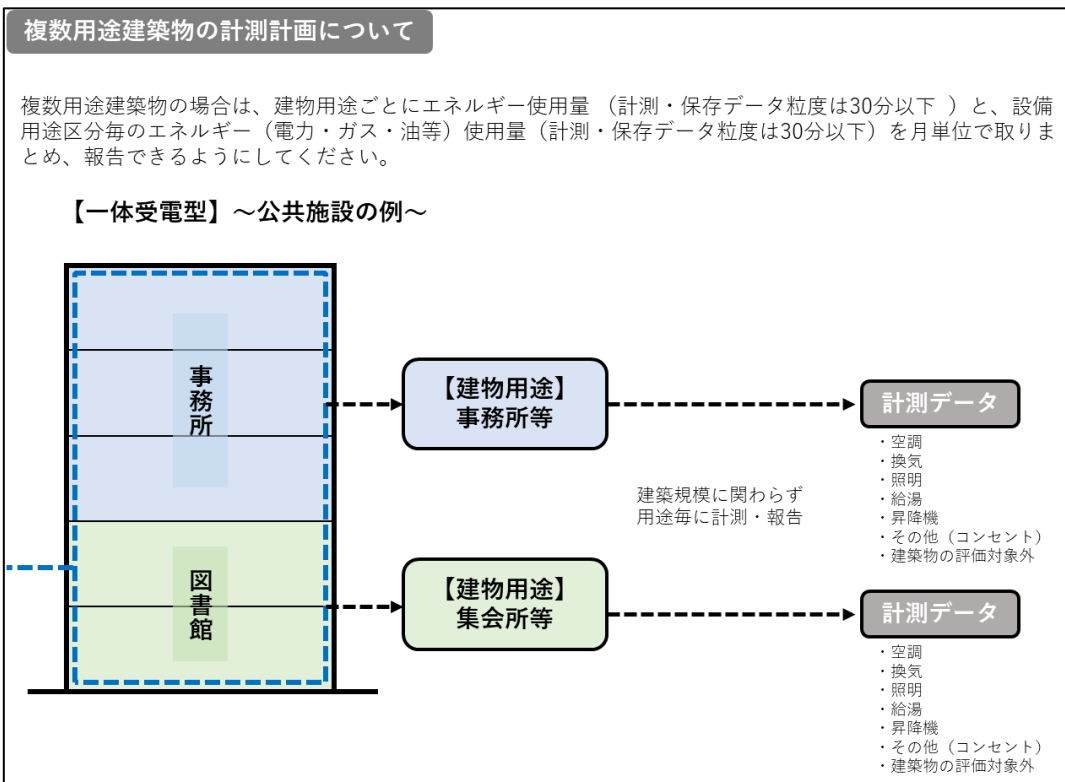 複数用途建築物の計測計画について
複数用途建築物の場合は、建物用途ごとにエネルギー使用量 （計測・保存データ粒度は30分以下 ）と、設備
用途区分毎のエネルギー（電力・ガス・油等）使用量（計測・保存データ粒度は30分以下）を月単位で取りま
とめ、報告できるようにしてください。
【一体受電型】～公共施設の例～
事務所
【建物用途】
事務所等
計測データ
・空調
・換気
・照明
・給湯
・昇降機
・その他（コンセント）
・建築物の評価対象外
建築規模に関わらず
用途毎に計測・報告
図書館
【建物用途】
集会所等
計測データ
・空調
・換気
・照明
・給湯
・昇降機
・その他（コンセント）
・建築物の評価対象外